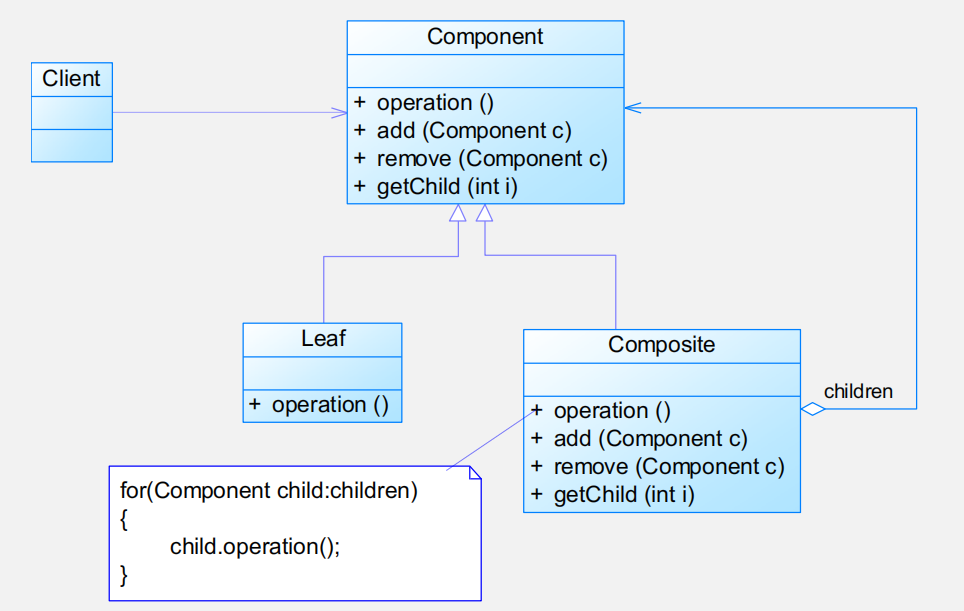 Component
Client
+ operation ()
+ add (Component c)
+ remove (Component c)
+ getChild (int i)
Leaf
+ operation ()
Composite
children
+ operation ()
+ add (Component c)
+ remove (Component c)
+ getChild (int i)
for(Component child:children)
{
child.operation();
}